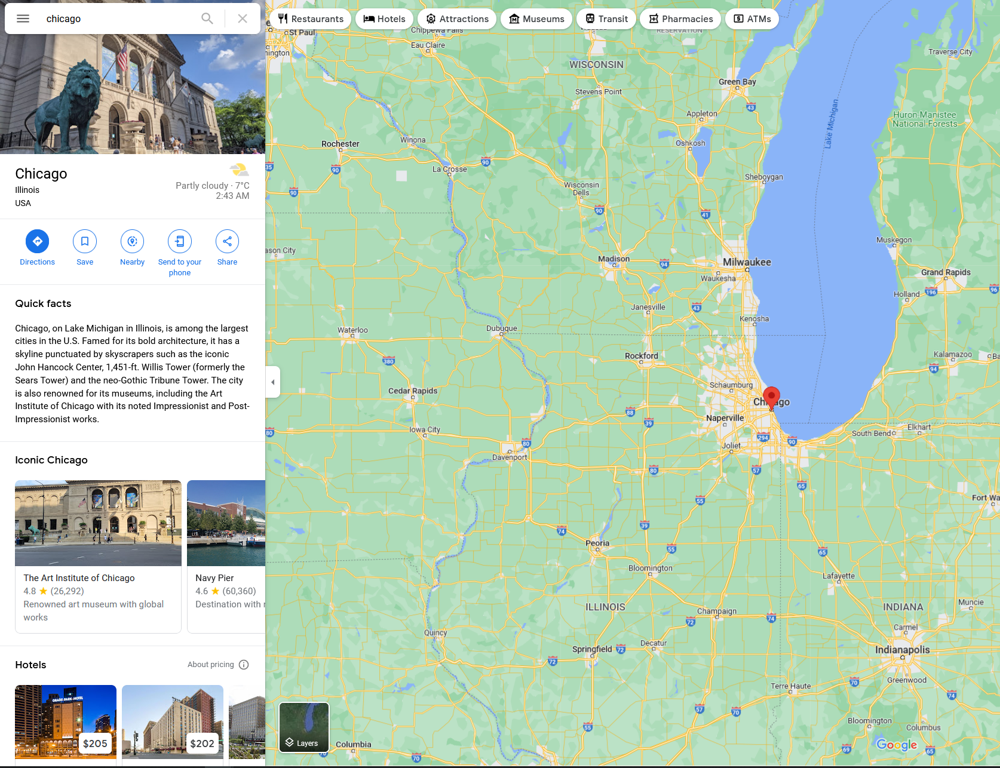 chicago
Restaurants
Hotels
Attractions
Museums
Transit
Pharmacies
ATMs
Chicago
Illinois
USA
Partly cloudy · 7°C
2:43 AM
Directions
Save
Nearby
Send to your
phone
Share
Quick facts
Chicago, on Lake Michigan in Illinois, is among the largest
cities in the U.S. Famed for its bold architecture, it has a
skyline punctuated by skyscrapers such as the iconic
John Hancock Center, 1,451-ft. Willis Tower (formerly the
Sears Tower) and the neo-Gothic Tribune Tower. The city
is also renowned for its museums, including the Art
Institute of Chicago with its noted Impressionist and Post-
Impressionist works.
Iconic Chicago
The Art Institute of Chicago
4.8 ★ (26,292)
Renowned art museum with global
works
Navy Pier
4.6 ★ (60,360)
Destination with
Hotels
About pricing
GRANT PARK HOTEL
$205
$202
Layers
St Paul
ington
Chippewa Falls
Eau Claire
WISCONSIN
RESERVATION
Stevens Point
Green Bay
43
Traverse City
Appleton
Lake Michigan
Huron-Manistee
National Forests
Rochester
Winona
Oshkosh
35
90
La Crosse
90
90
Wisconsin
Dells
90
Sheboygan
41
ason City
Madison
94
Milwaukee
Waukesha
Muskegon
Grand Rapids
Holland
196
96
Janesville
43
Kenosha
Waterloo
Dubuque
380
Rockford
Kalamazoo
Ba
94
Schaumburg
Cedar Rapids
Chicago
88
39
Naperville
80
Iowa City
80
Davenport
294
90
Joliet
South Bend
Elkhart
80
57
65
55
Fort Wa
39
74
Peoria
55
65
Bloomington
Lafayette
ILLINOIS
Champaign
INDIANA
Muncie
72
74
Quincy
Springfield
72
Decatur
72
Carmel
Indianapolis
Greenwood
Terre Haute
70
74
57
70
55
Bloomington
Columbus
Columbia
70
70
69
65
Google